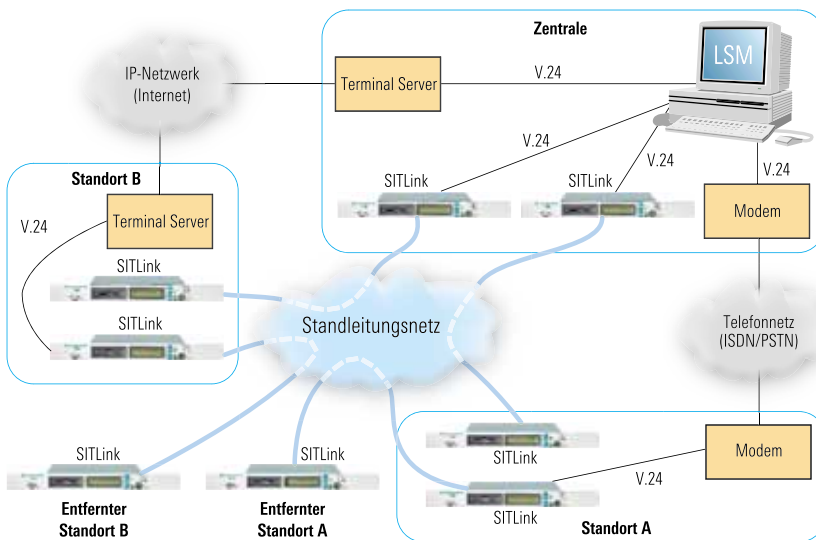 Zentrale
LSM
IP-Netzwerk
(Internet)
Terminal Server
V.24
V.24
V.24
V.24
SITLink
SITLink
Modem
Standort B
Terminal Server
V.24
SITLink
SITLink
Standleitungsnetz
Telefonnetz
(ISDN/PSTN)
SITLink
Entfernter
Standort B
SITLink
Entfernter
Standort A
SITLink
SITLink
V.24
Modem
Standort A